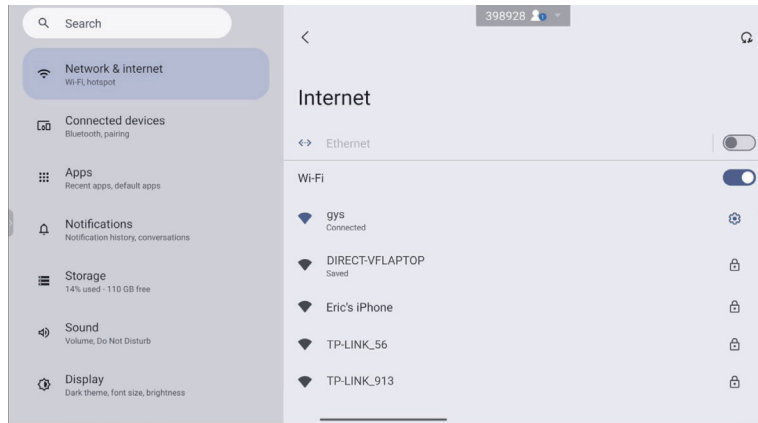 Search
398928
Network & internet
Wi-Fi, hotspot
Connected devices
Bluetooth, pairing
Apps
Recent apps, default apps
Notifications
Notification history, conversations
Storage
14% used - 110 GB free
Sound
Volume, Do Not Disturb
Display
Dark theme, font size, brightness
Internet
Ethernet
Wi-Fi
gys
Connected
DIRECT-VFLAPTOP
Saved
Eric's iPhone
TP-LINK_56
TP-LINK_913